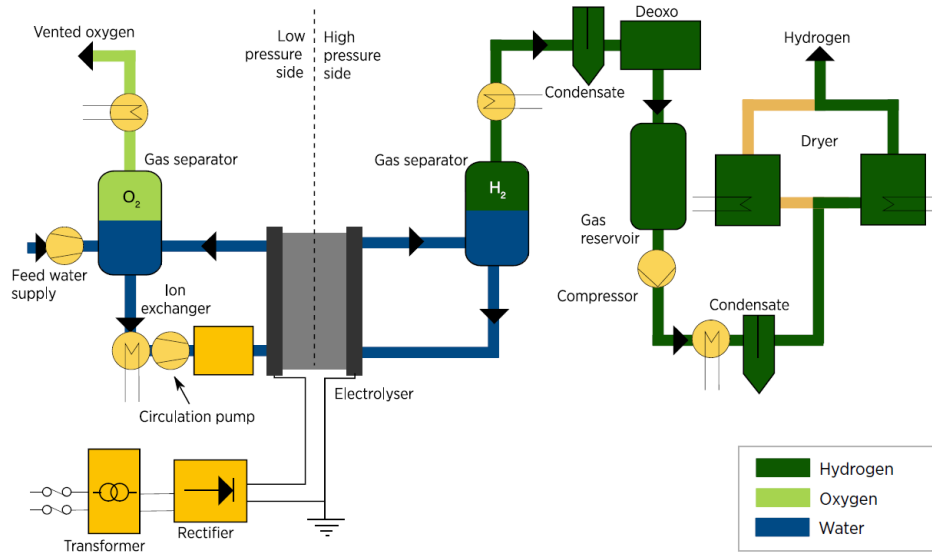 Vented oxygen
Low
pressure
side
High
pressure
side
Deoxo
Hydrogen
Condensate
Gas separator
Gas separator
Dryer
O₂
H₂
Feed water
supply
Ion
exchanger
Gas
reservoir
Compressor
Condensate
Circulation pump
Electrolyser
Transformer
Rectifier
Hydrogen
Oxygen
Water